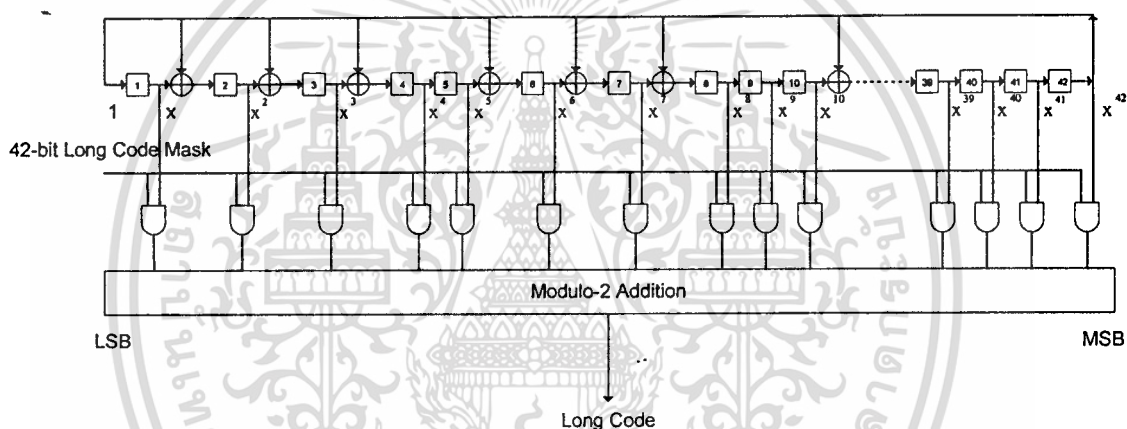 1 2 3 4 5 6 7 8 9 10 39 40 41 42
1 x x² x³ x⁴ x⁵ x⁶ x⁷ x⁸ x⁹ x¹⁰ x³⁹ x⁴⁰ x⁴¹ x⁴²
42-bit Long Code Mask
Modulo-2 Addition
LSB MSB
Long Code